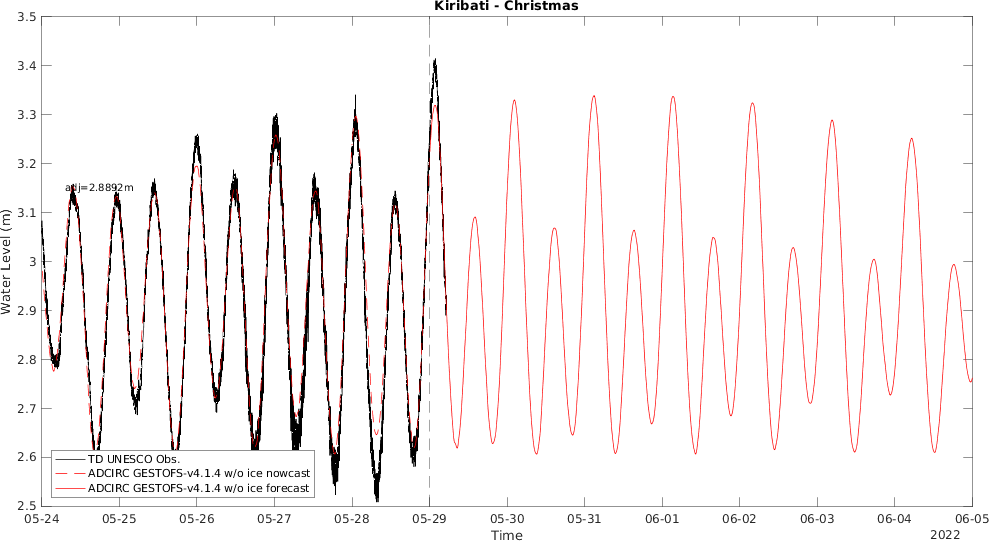 Kiribati - Christmas
3.5
3.4
3.3
3.2
3.1
3
2.9
2.8
2.7
2.6
2.5
Water Level (m)
adj=2.8892m
TD UNESCO Obs.
ADCIRC GESTOFS-v4.1.4 w/o ice nowcast
ADCIRC GESTOFS-v4.1.4 w/o ice forecast
05-24 05-25 05-26 05-27 05-28 05-29 05-30 05-31 06-01 06-02 06-03 06-04 06-05
Time
2022